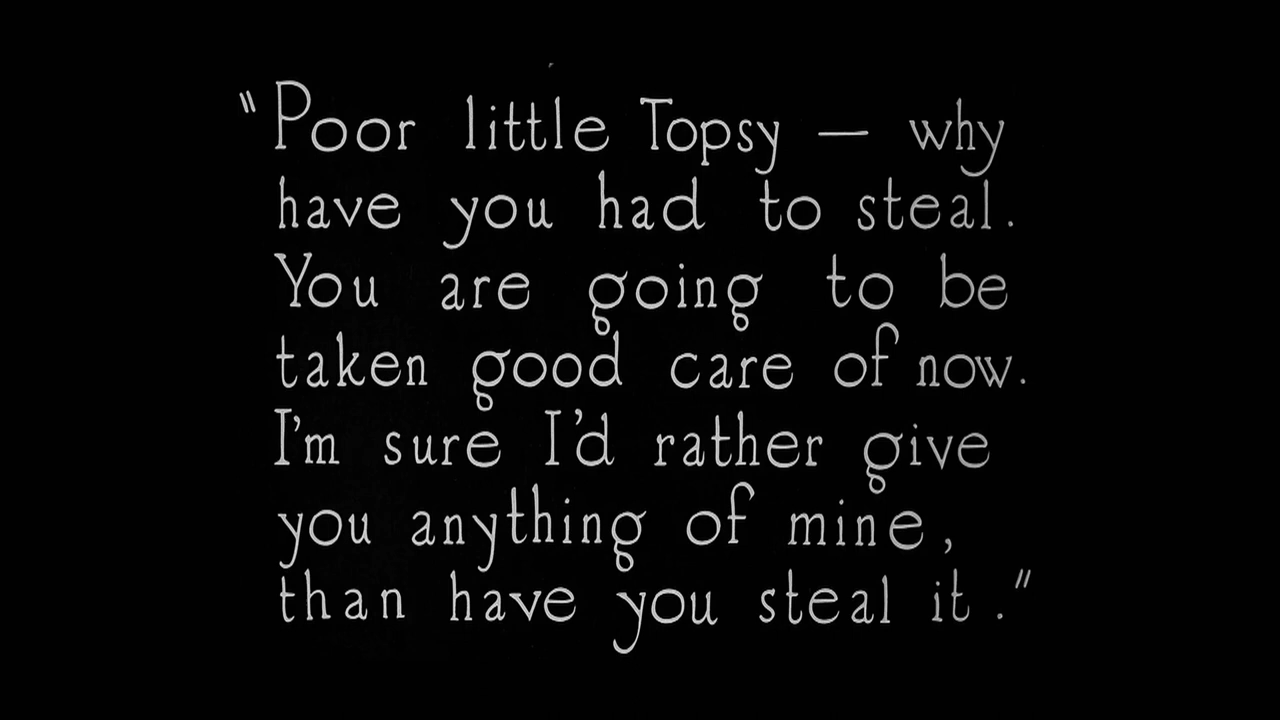 "Poor little Topsy — why
have you had to steal.
You are going to be
taken good care of now.
I'm sure I'd rather give
you anything of mine,
than have you steal it."